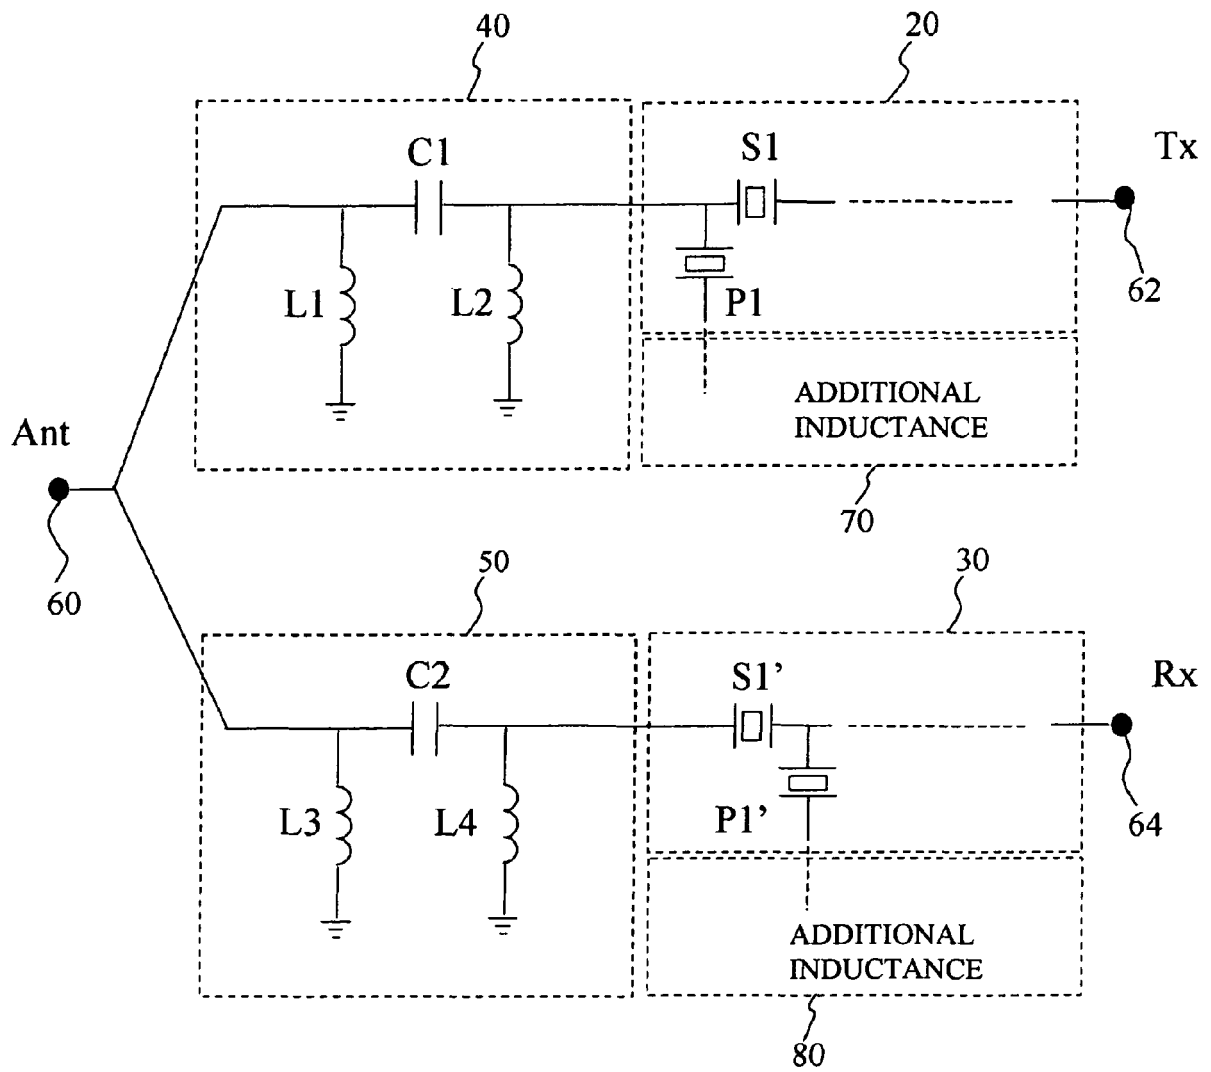 40
20
C1
S1
Tx
L1
L2
P1
62
ADDITIONAL
INDUCTANCE
Ant
70
60
50
30
C2
S1’
Rx
L3
L4
P1’
64
ADDITIONAL
INDUCTANCE
80